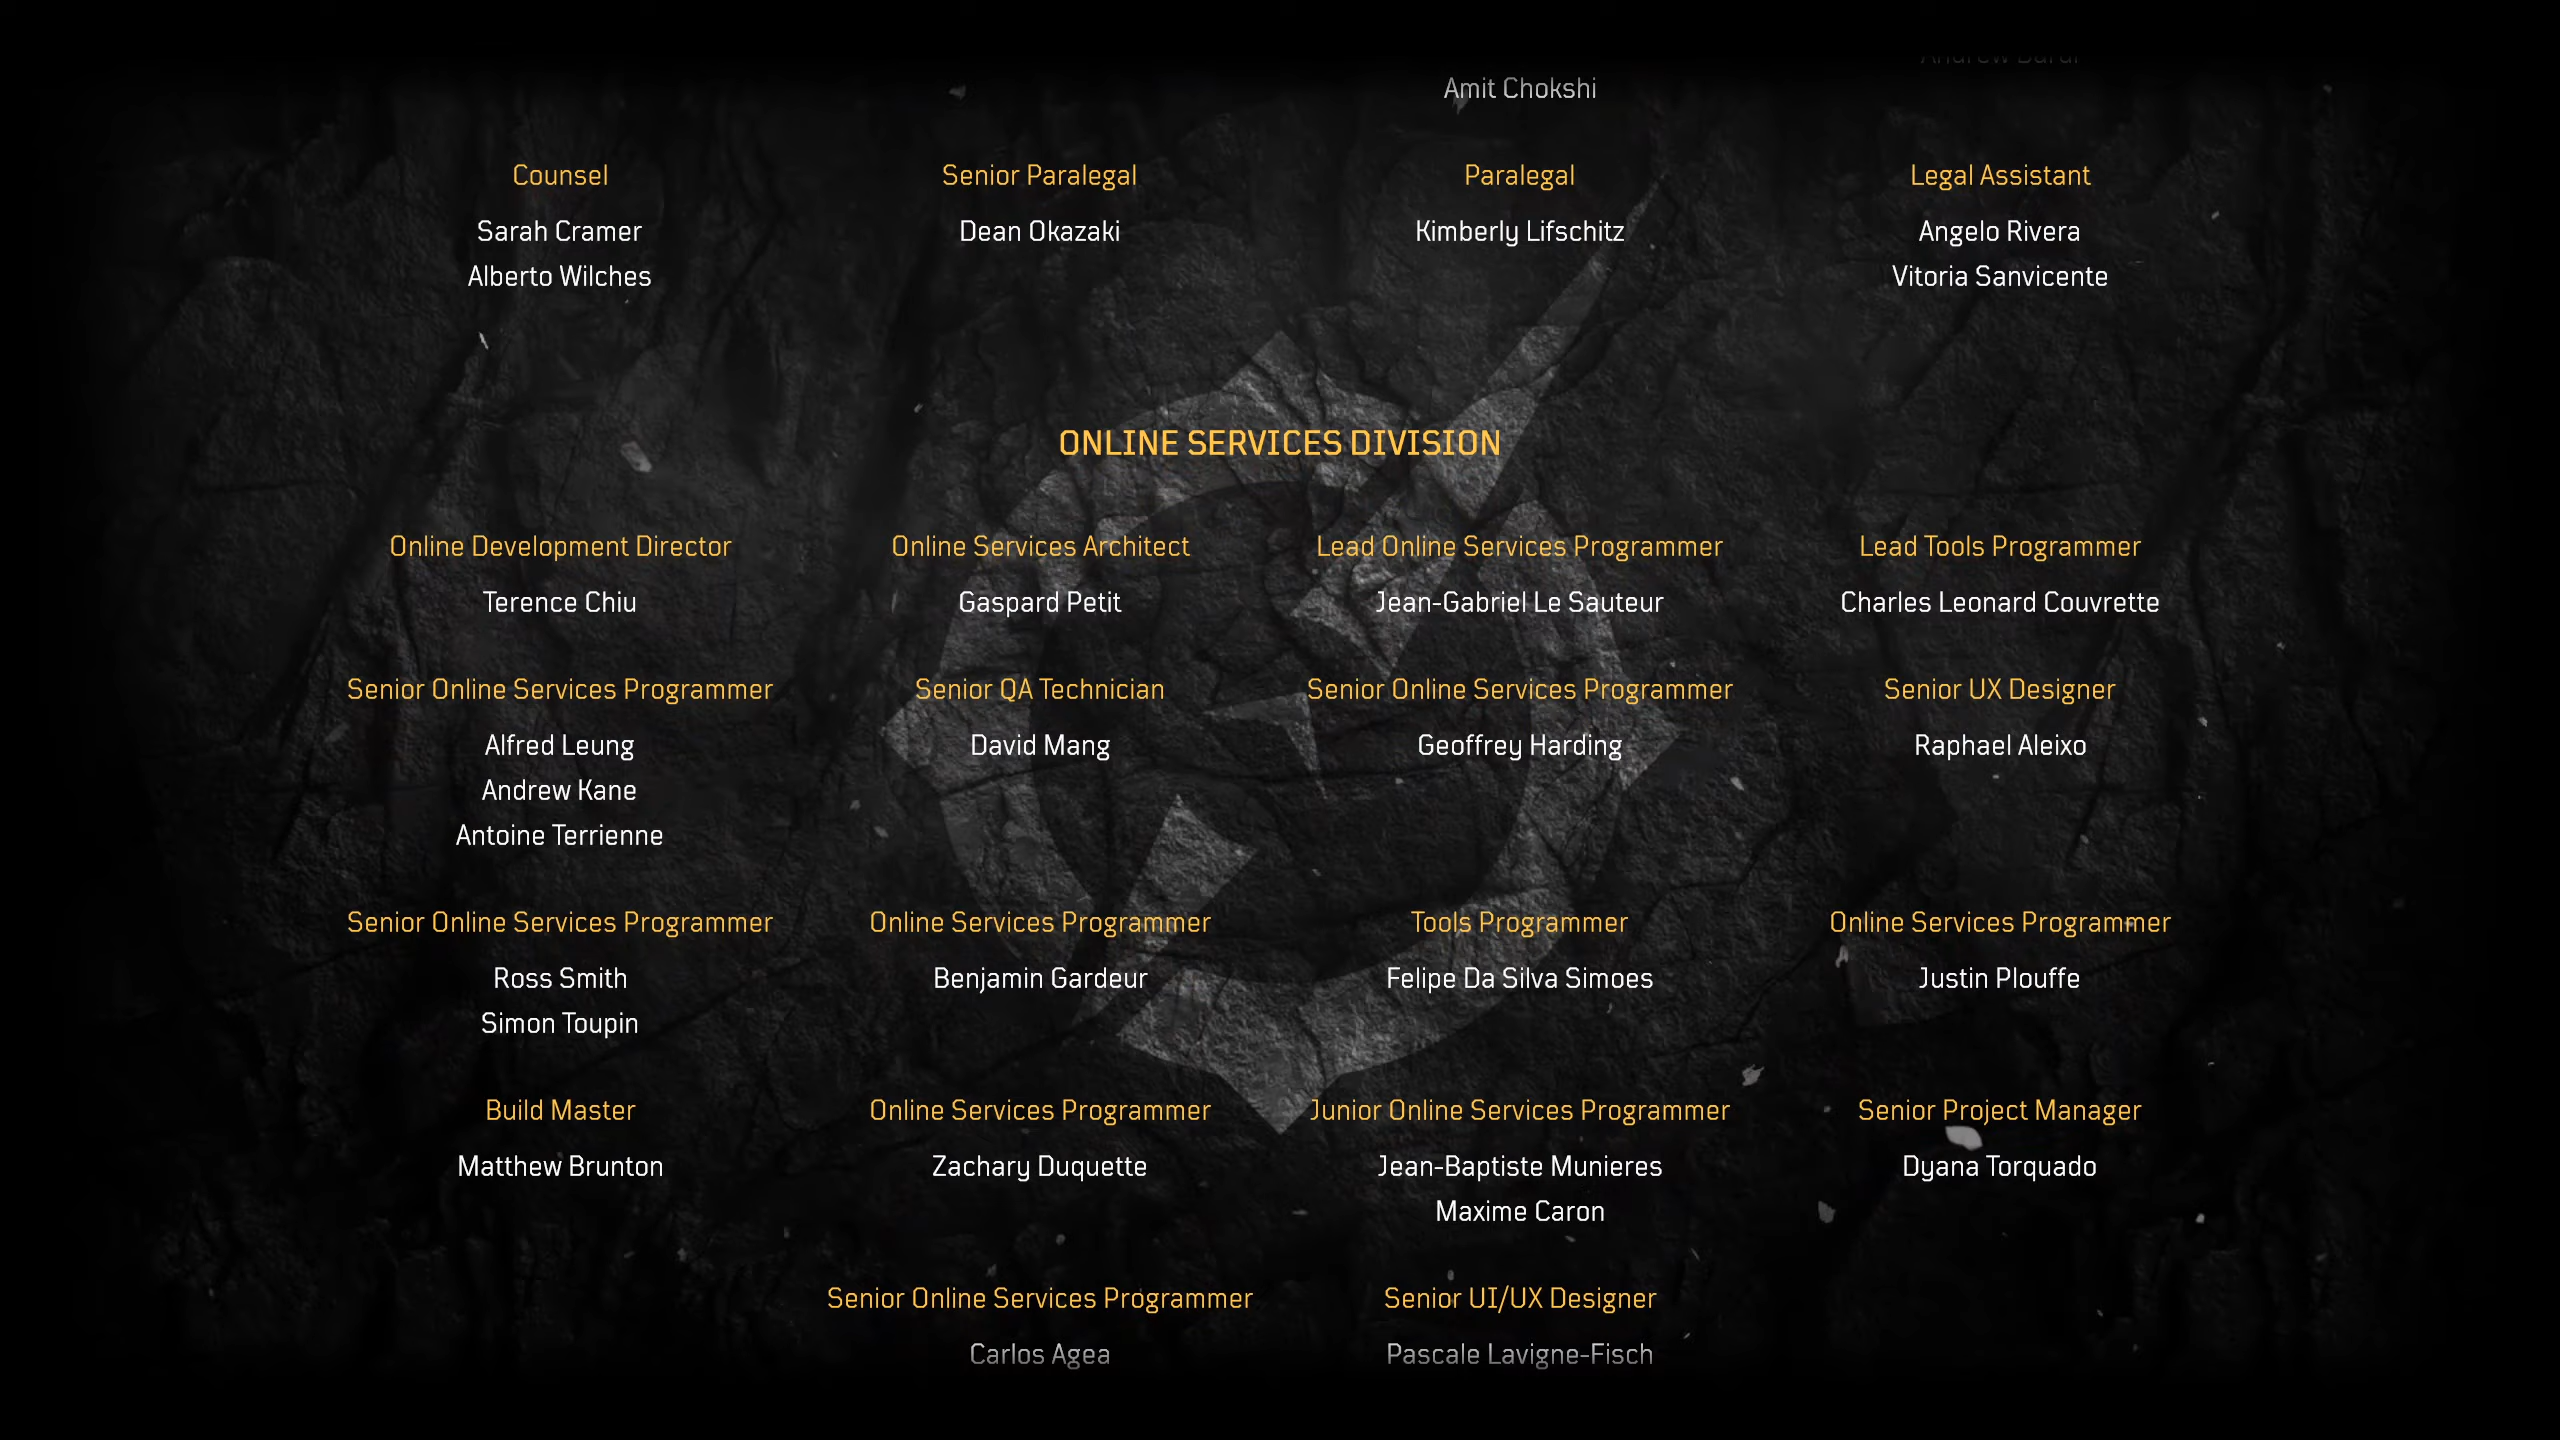 Amit Chokshi
Counsel
Sarah Cramer
Alberto Wilches
Senior Paralegal
Dean Okazaki
Paralegal
Kimberly Lifschitz
Legal Assistant
Angelo Rivera
Vitoria Sanvicente
ONLINE SERVICES DIVISION
Online Development Director
Terence Chiu
Online Services Architect
Gaspard Petit
Lead Online Services Programmer
Jean-Gabriel Le Sauteur
Lead Tools Programmer
Charles Leonard Couvrette
Senior Online Services Programmer
Alfred Leung
Andrew Kane
Antoine Terrienne
Senior QA Technician
David Mang
Senior Online Services Programmer
Geoffrey Harding
Senior UX Designer
Raphael Aleixo
Senior Online Services Programmer
Ross Smith
Simon Toupin
Online Services Programmer
Benjamin Gardeur
Tools Programmer
Felipe Da Silva Simoes
Online Services Programmer
Justin Plouffe
Build Master
Matthew Brunton
Online Services Programmer
Zachary Duquette
Junior Online Services Programmer
Jean-Baptiste Munieres
Maxime Caron
Senior Project Manager
Dyana Torquado
Senior Online Services Programmer
Carlos Agea
Senior UI/UX Designer
Pascale Lavigne-Fisch